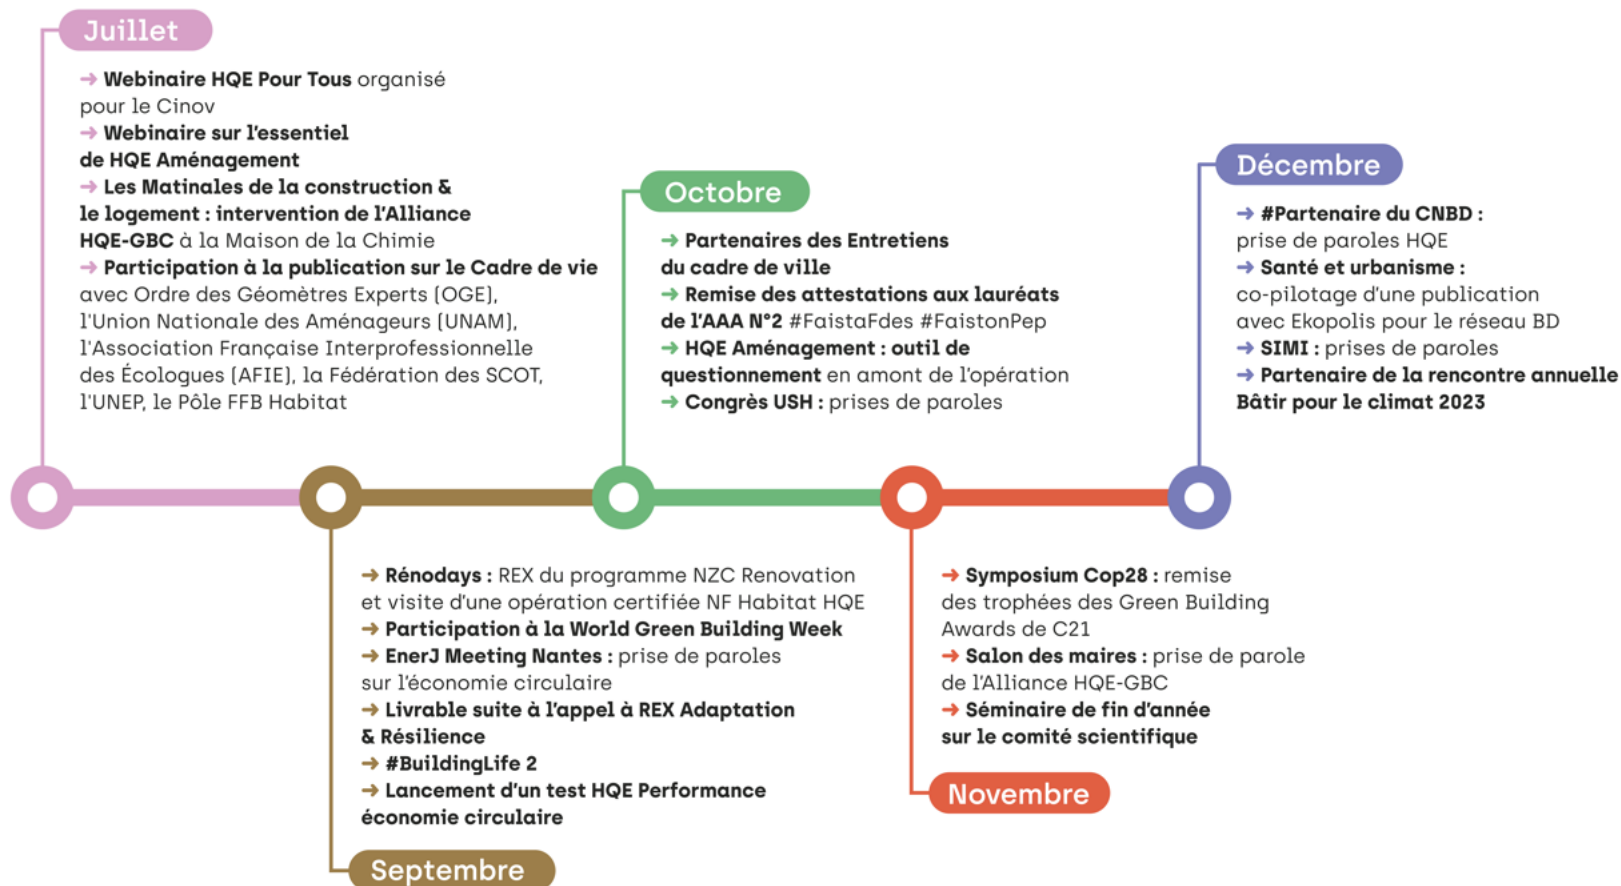 Juillet
→ Webinaire HQE Pour Tous organisé
pour le Cinov
→ Webinaire sur l'essentiel
de HQE Aménagement
→ Les Matinales de la construction &
le logement : intervention de l'Alliance
HQE-GBC à la Maison de la Chimie
→ Participation à la publication sur le Cadre de vie
avec Ordre des Géomètres Experts (OGE),
l'Union Nationale des Aménageurs (UNAM),
l'Association Française Interprofessionnelle
des Écologues (AFIE), la Fédération des SCOT,
l'UNEP, le Pôle FFB Habitat
→ Rénodays : REX du programme NZC Renovation
et visite d'une opération certifiée NF Habitat HQE
→ Participation à la World Green Building Week
→ EnerJ Meeting Nantes : prise de paroles
sur l'économie circulaire
→ Livrable suite à l'appel à REX Adaptation
& Résilience
→ #BuildingLife 2
→ Lancement d'un test HQE Performance
économie circulaire
Septembre
Octobre
→ Partenaires des Entretiens
du cadre de ville
→ Remise des attestations aux lauréats
de l'AAA N°2 #FaistaFdes #FaistonPep
→ HQE Aménagement : outil de
questionnement en amont de l'opération
→ Congrès USH : prises de paroles
→ Symposium Cop28 : remise
des trophées des Green Building
Awards de C21
→ Salon des maires : prise de parole
de l'Alliance HQE-GBC
→ Séminaire de fin d'année
sur le comité scientifique
Novembre
Décembre
→ #Partenaire du CNBD :
prise de paroles HQE
→ Santé et urbanisme :
co-pilotage d'une publication
avec Ekopolis pour le réseau BD
→ SIMI : prises de paroles
→ Partenaire de la rencontre annuelle
Bâtir pour le climat 2023